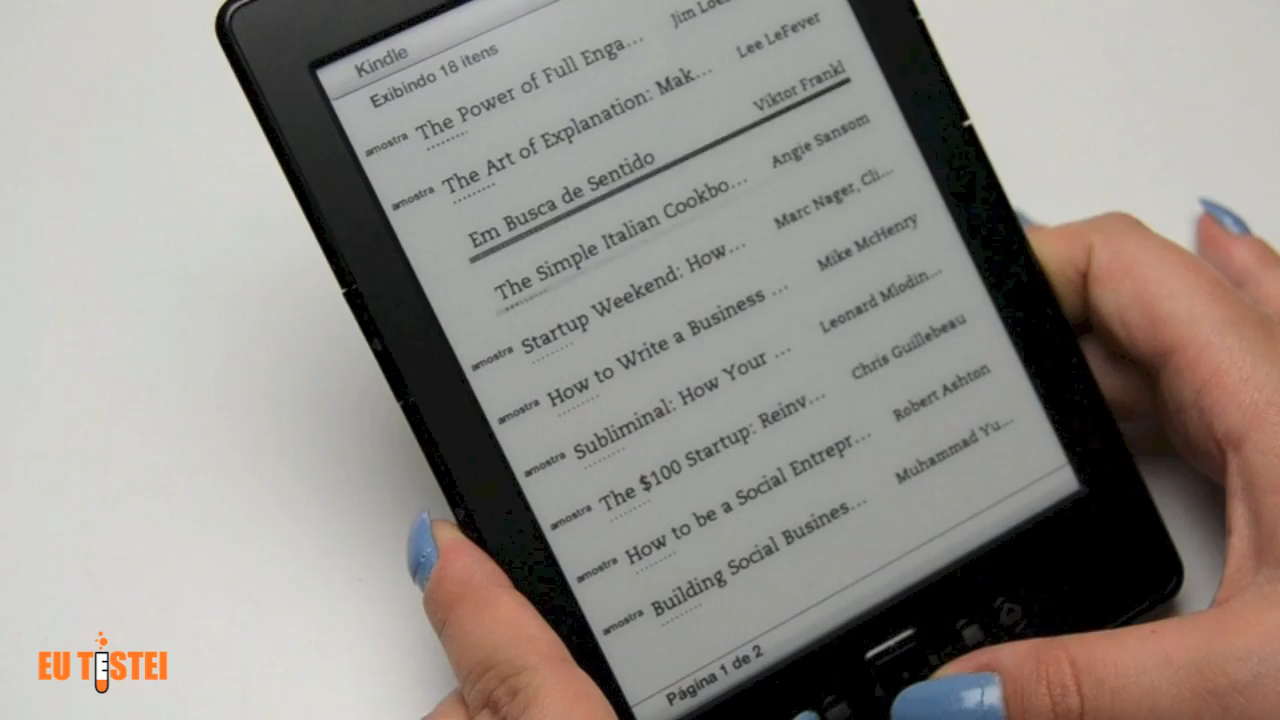 Kindle
Exibindo 18 itens
amostra The Power of Full Enga...
amostra The Art of Explanation: Mak... Lee LeFever
Em Busca de Sentido Viktor Frankl
The Simple Italian Cookbo... Angie Sansom
amostra Startup Weekend: How... Marc Nager, Cli...
amostra How to Write a Business ... Mike McHenry
amostra Subliminal: How Your ... Leonard Mlodin...
amostra The $100 Startup: Reinv... Chris Guillebeau
amostra How to be a Social Entrepr... Robert Ashton
amostra Building Social Busines... Muhammad Yu...
Página 1 de 2
EU TESTEI